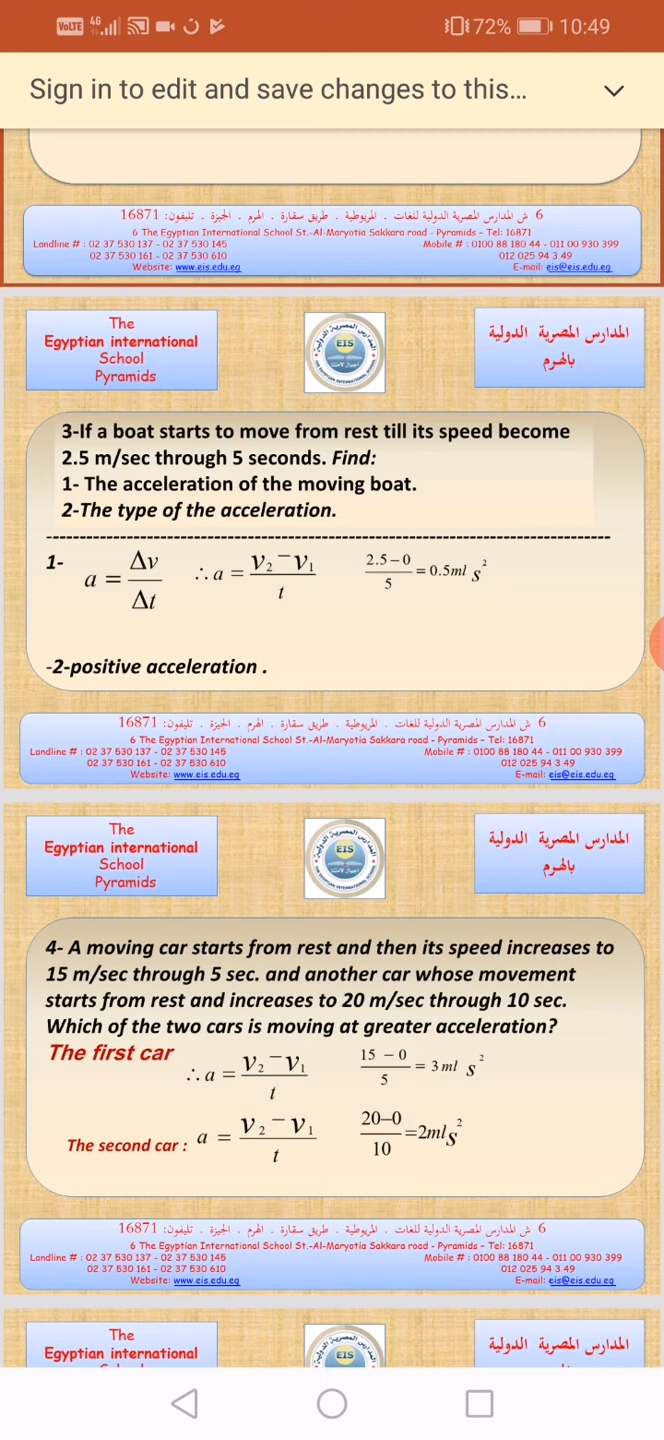 VoLTE 4G 72% 10:49
Sign in to edit and save changes to this...
6 ش المدارس المصرية الدولية للغات . المريوطية . طريق سقارة . الهرم . الجيزة . تليفون: 16871
6 The Egyptian International School St.-Al-Maryotia Sakkara road - Pyramids – Tel: 16871
Landline # : 02 37 530 137 - 02 37 530 145 Mobile # : 0100 88 180 44 - 011 00 930 399
02 37 530 161 - 02 37 530 610 012 025 94 3 49
Website: www.eis.edu.eg E-mail: eis@eis.edu.eg
The
Egyptian international
School
Pyramids
EIS
المدارس المصرية الدولية
بالهرم
3-If a boat starts to move from rest till its speed become
2.5 m/sec through 5 seconds. Find:
1- The acceleration of the moving boat.
2-The type of the acceleration.
1- a = Δv/Δt ∴ a = (V₂ – V₁)/t (2.5 – 0)/5 = 0.5ml s²
-2-positive acceleration .
6 ش المدارس المصرية الدولية للغات . المريوطية . طريق سقارة . الهرم . الجيزة . تليفون: 16871
6 The Egyptian International School St.-Al-Maryotia Sakkara road - Pyramids – Tel: 16871
Landline # : 02 37 530 137 - 02 37 530 145 Mobile # : 0100 88 180 44 - 011 00 930 399
02 37 530 161 - 02 37 530 610 012 025 94 3 49
Website: www.eis.edu.eg E-mail: eis@eis.edu.eg
The
Egyptian international
School
Pyramids
EIS
المدارس المصرية الدولية
بالهرم
4- A moving car starts from rest and then its speed increases to
15 m/sec through 5 sec. and another car whose movement
starts from rest and increases to 20 m/sec through 10 sec.
Which of the two cars is moving at greater acceleration?
The first car ∴ a = (V₂ – V₁)/t (15 – 0)/5 = 3 ml s²
The second car : a = (V₂ – V₁)/t (20–0)/10 =2mls²
6 ش المدارس المصرية الدولية للغات . المريوطية . طريق سقارة . الهرم . الجيزة . تليفون: 16871
6 The Egyptian International School St.-Al-Maryotia Sakkara road - Pyramids – Tel: 16871
Landline # : 02 37 530 137 - 02 37 530 145 Mobile # : 0100 88 180 44 - 011 00 930 399
02 37 530 161 - 02 37 530 610 012 025 94 3 49
Website: www.eis.edu.eg E-mail: eis@eis.edu.eg
The
Egyptian international
EIS
المدارس المصرية الدولية